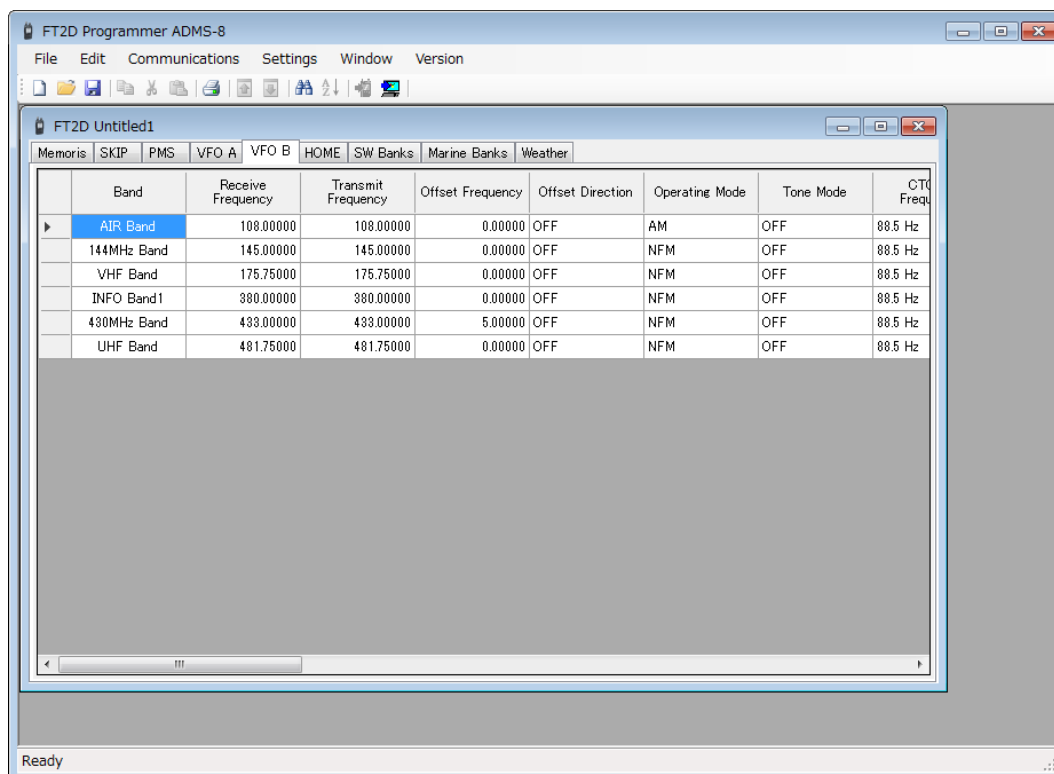 FT2D Programmer ADMS-8
File Edit Communications Settings Window Version
FT2D Untitled1
Memoris SKIP PMS VFO A VFO B HOME SW Banks Marine Banks Weather
Band Receive Frequency Transmit Frequency Offset Frequency Offset Direction Operating Mode Tone Mode CTC Frequ
AIR Band 108.00000 108.00000 0.00000 OFF AM OFF 88.5 Hz
144MHz Band 145.00000 145.00000 0.00000 OFF NFM OFF 88.5 Hz
VHF Band 175.75000 175.75000 0.00000 OFF NFM OFF 88.5 Hz
INFO Band1 380.00000 380.00000 0.00000 OFF NFM OFF 88.5 Hz
430MHz Band 433.00000 433.00000 5.00000 OFF NFM OFF 88.5 Hz
UHF Band 481.75000 481.75000 0.00000 OFF NFM OFF 88.5 Hz
Ready